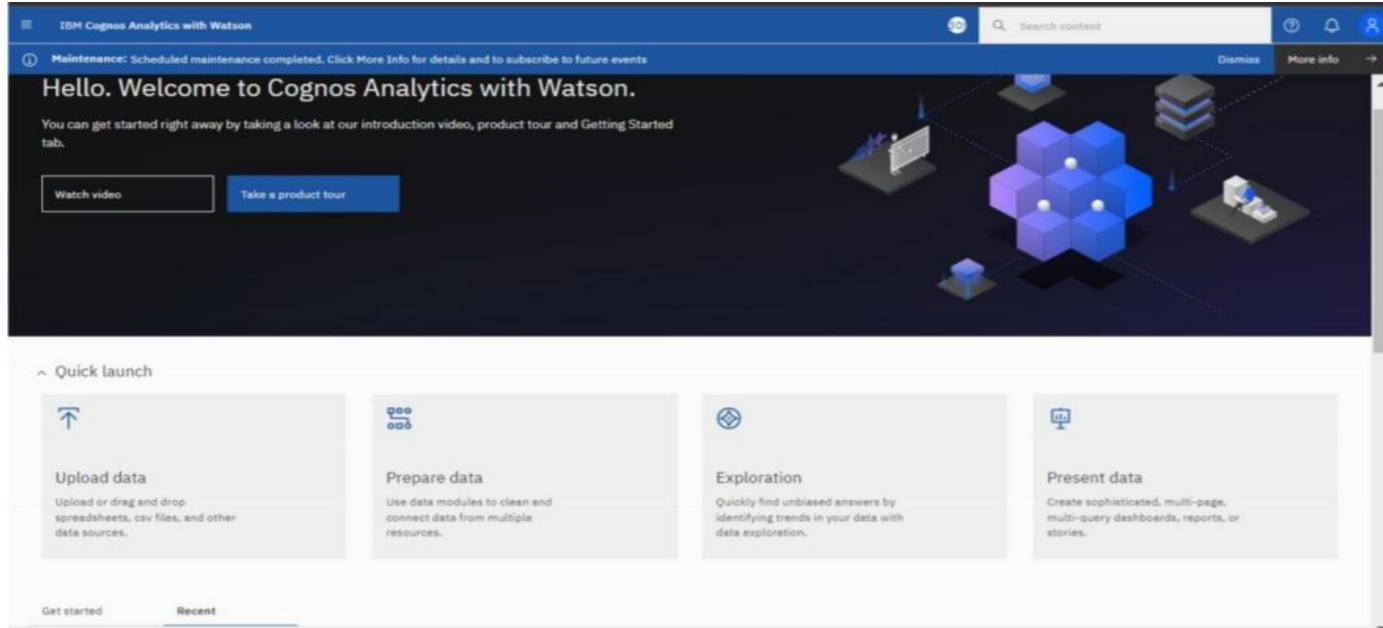 IBM Cognos Analytics with Watson
Search content
Maintenance: Scheduled maintenance completed. Click More Info for details and to subscribe to future events
Dismiss
More info
Hello. Welcome to Cognos Analytics with Watson.
You can get started right away by taking a look at our introduction video, product tour and Getting Started
tab.
Watch video
Take a product tour
Quick launch
Upload data
Upload or drag and drop
spreadsheets, csv files, and other
data sources.
Prepare data
Use data modules to clean and
connect data from multiple
resources.
Exploration
Quickly find unbiased answers by
identifying trends in your data with
data exploration.
Present data
Create sophisticated, multi-page,
multi-query dashboards, reports, or
stories.
Get started
Recent